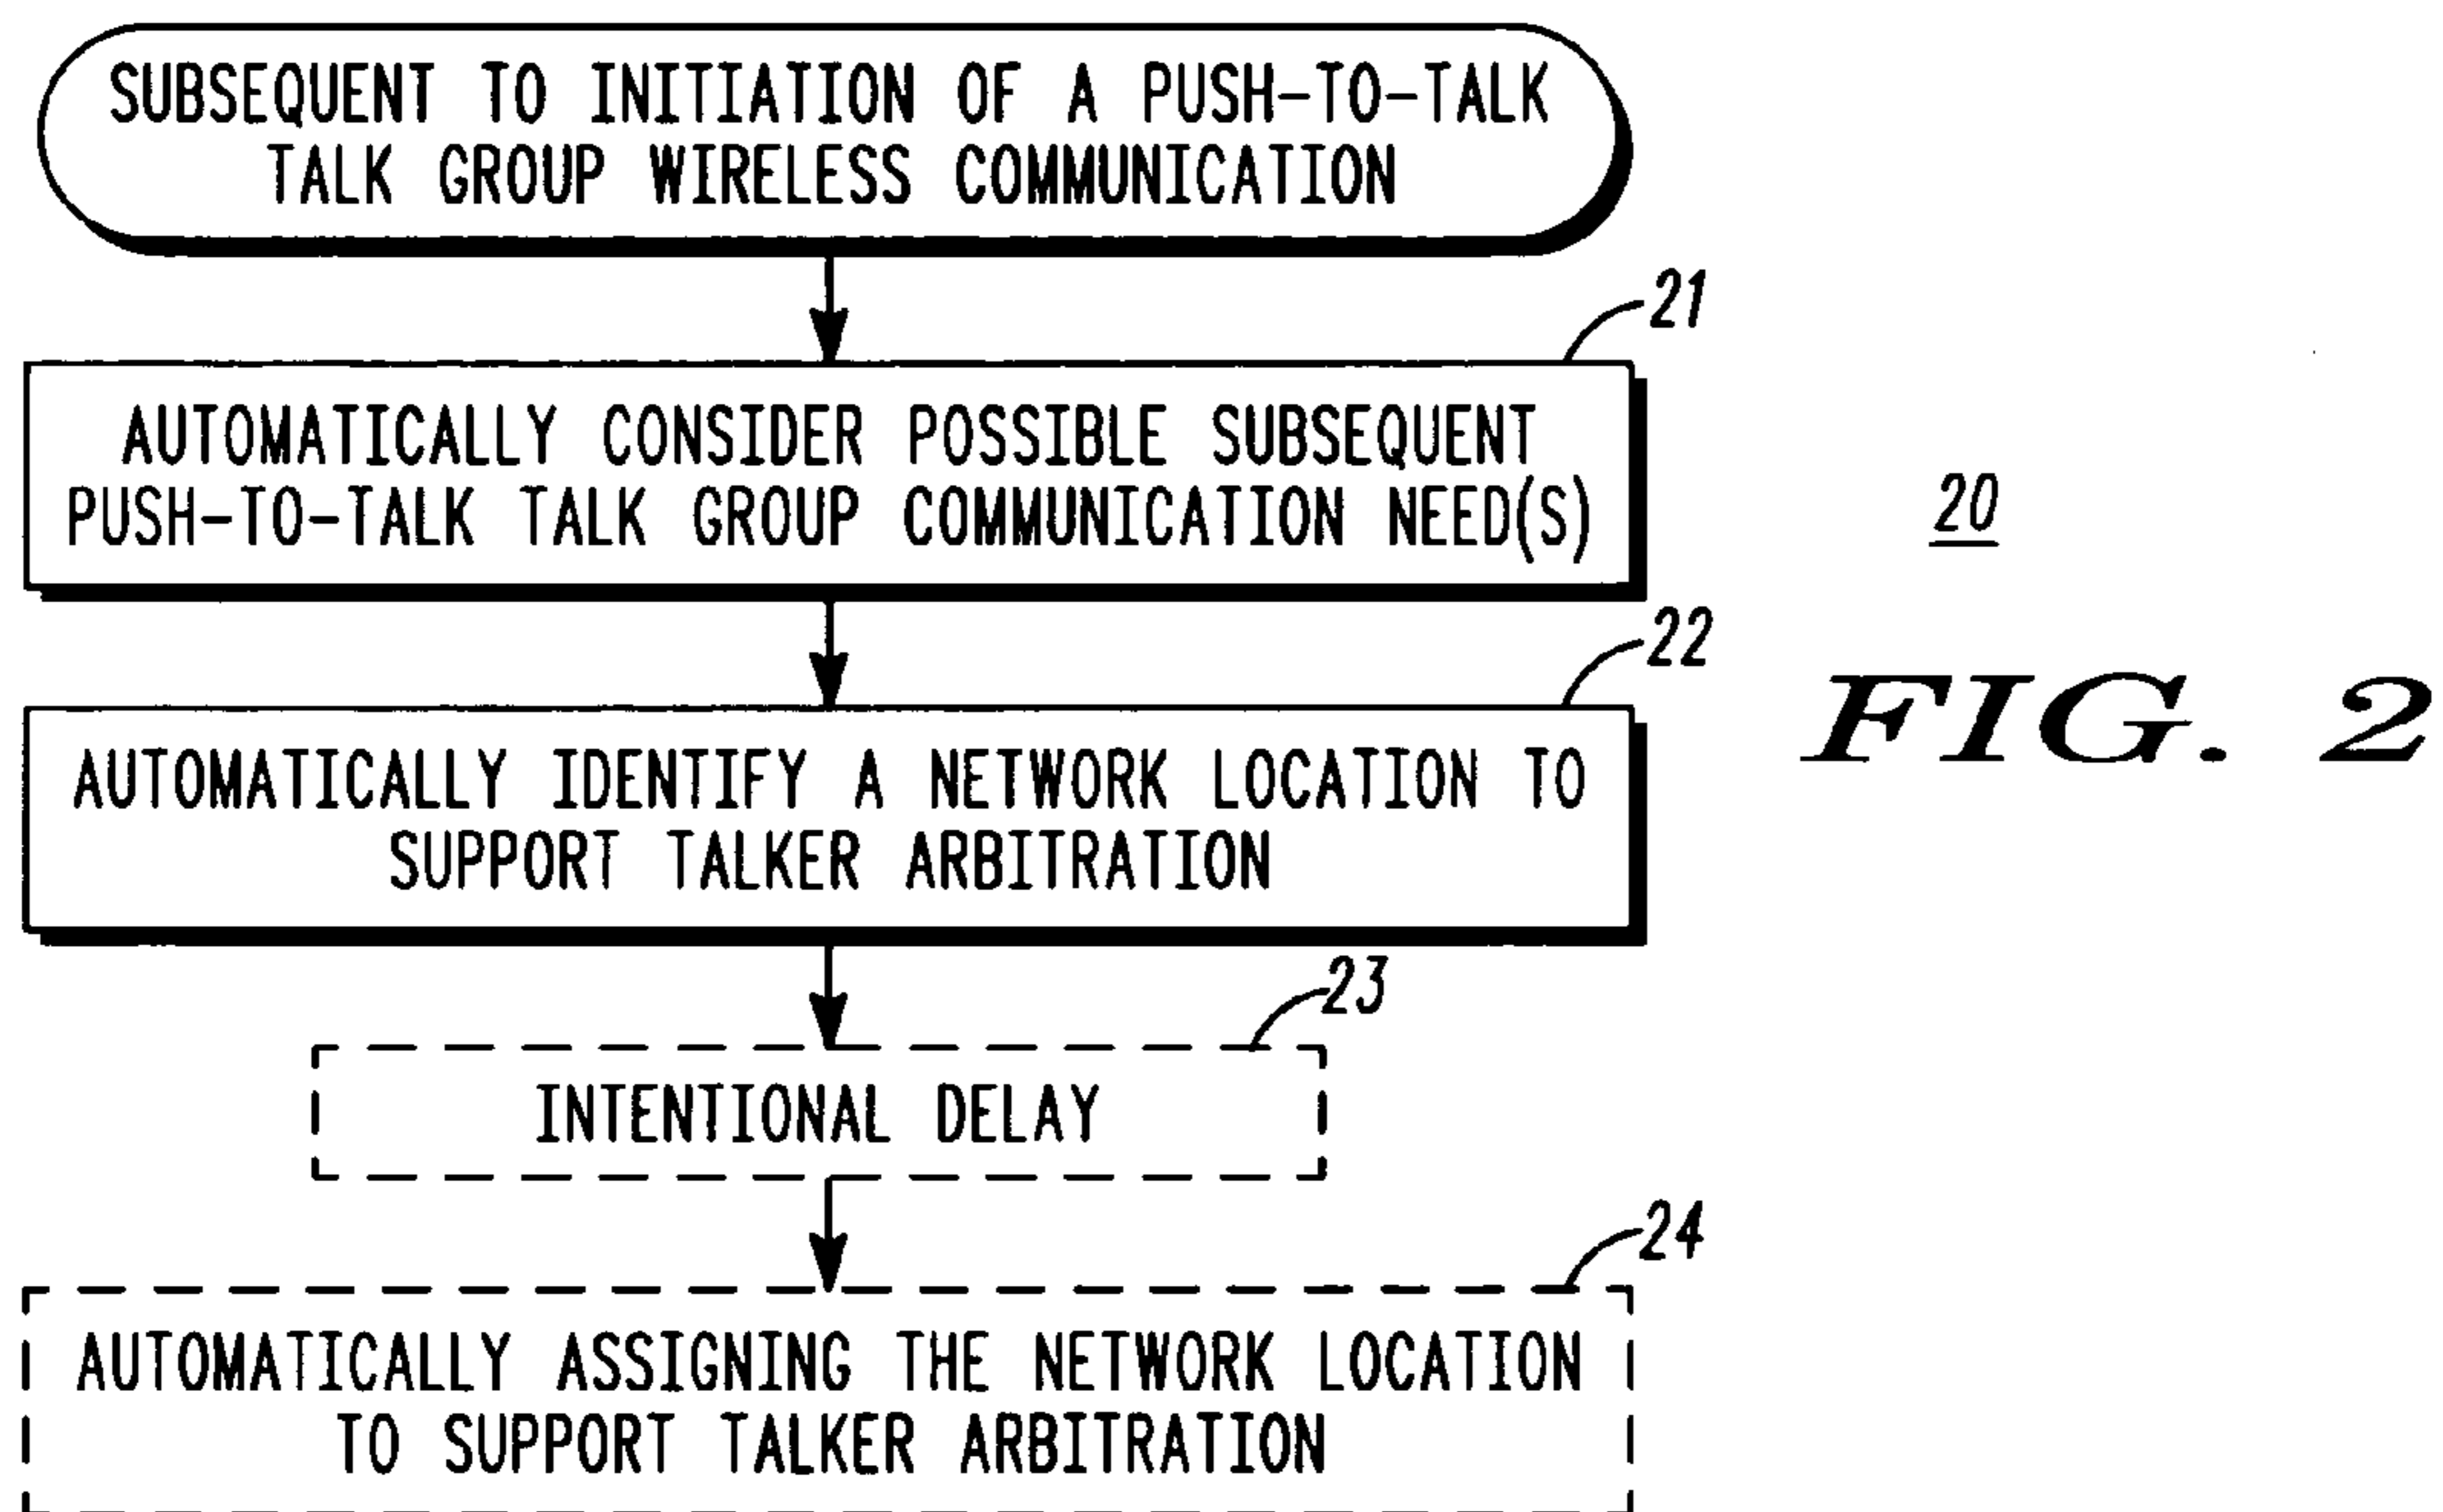 SUBSEQUENT TO INITIATION OF A PUSH-TO-TALK
TALK GROUP WIRELESS COMMUNICATION
21
AUTOMATICALLY CONSIDER POSSIBLE SUBSEQUENT
PUSH-TO-TALK TALK GROUP COMMUNICATION NEED(S)
20
22
FIG. 2
AUTOMATICALLY IDENTIFY A NETWORK LOCATION TO
SUPPORT TALKER ARBITRATION
23
INTENTIONAL DELAY
24
AUTOMATICALLY ASSIGNING THE NETWORK LOCATION
TO SUPPORT TALKER ARBITRATION